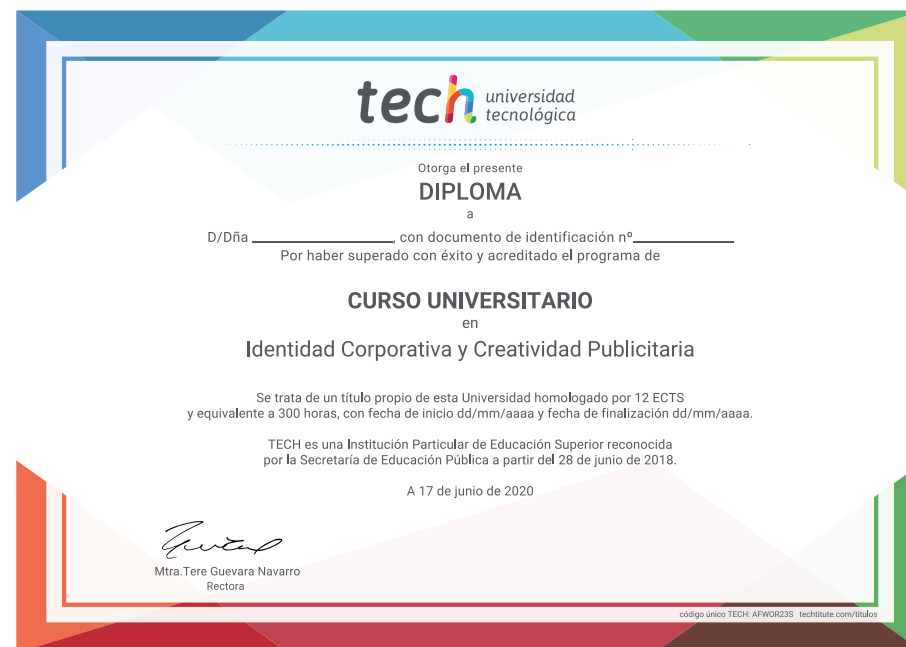 tech universidad
tecnológica
Otorga el presente
DIPLOMA
a
D/Dña ____________________, con documento de identificación nº______________
Por haber superado con éxito y acreditado el programa de
CURSO UNIVERSITARIO
en
Identidad Corporativa y Creatividad Publicitaria
Se trata de un título propio de esta Universidad homologado por 12 ECTS
y equivalente a 300 horas, con fecha de inicio dd/mm/aaaa y fecha de finalización dd/mm/aaaa.
TECH es una Institución Particular de Educación Superior reconocida
por la Secretaría de Educación Pública a partir del 28 de junio de 2018.
A 17 de junio de 2020
Mtra.Tere Guevara Navarro
Rectora
código único TECH: AFWOR23S techtitute.com/titulos